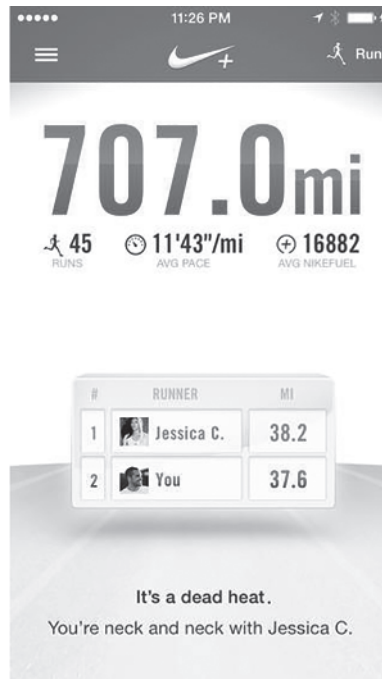 11:26 PM
Run
707.0mi
45 11'43"/mi 16882
RUNS AVG PACE AVG NIKEFUEL
# RUNNER MI
1 Jessica C. 38.2
2 You 37.6
It's a dead heat.
You're neck and neck with Jessica C.